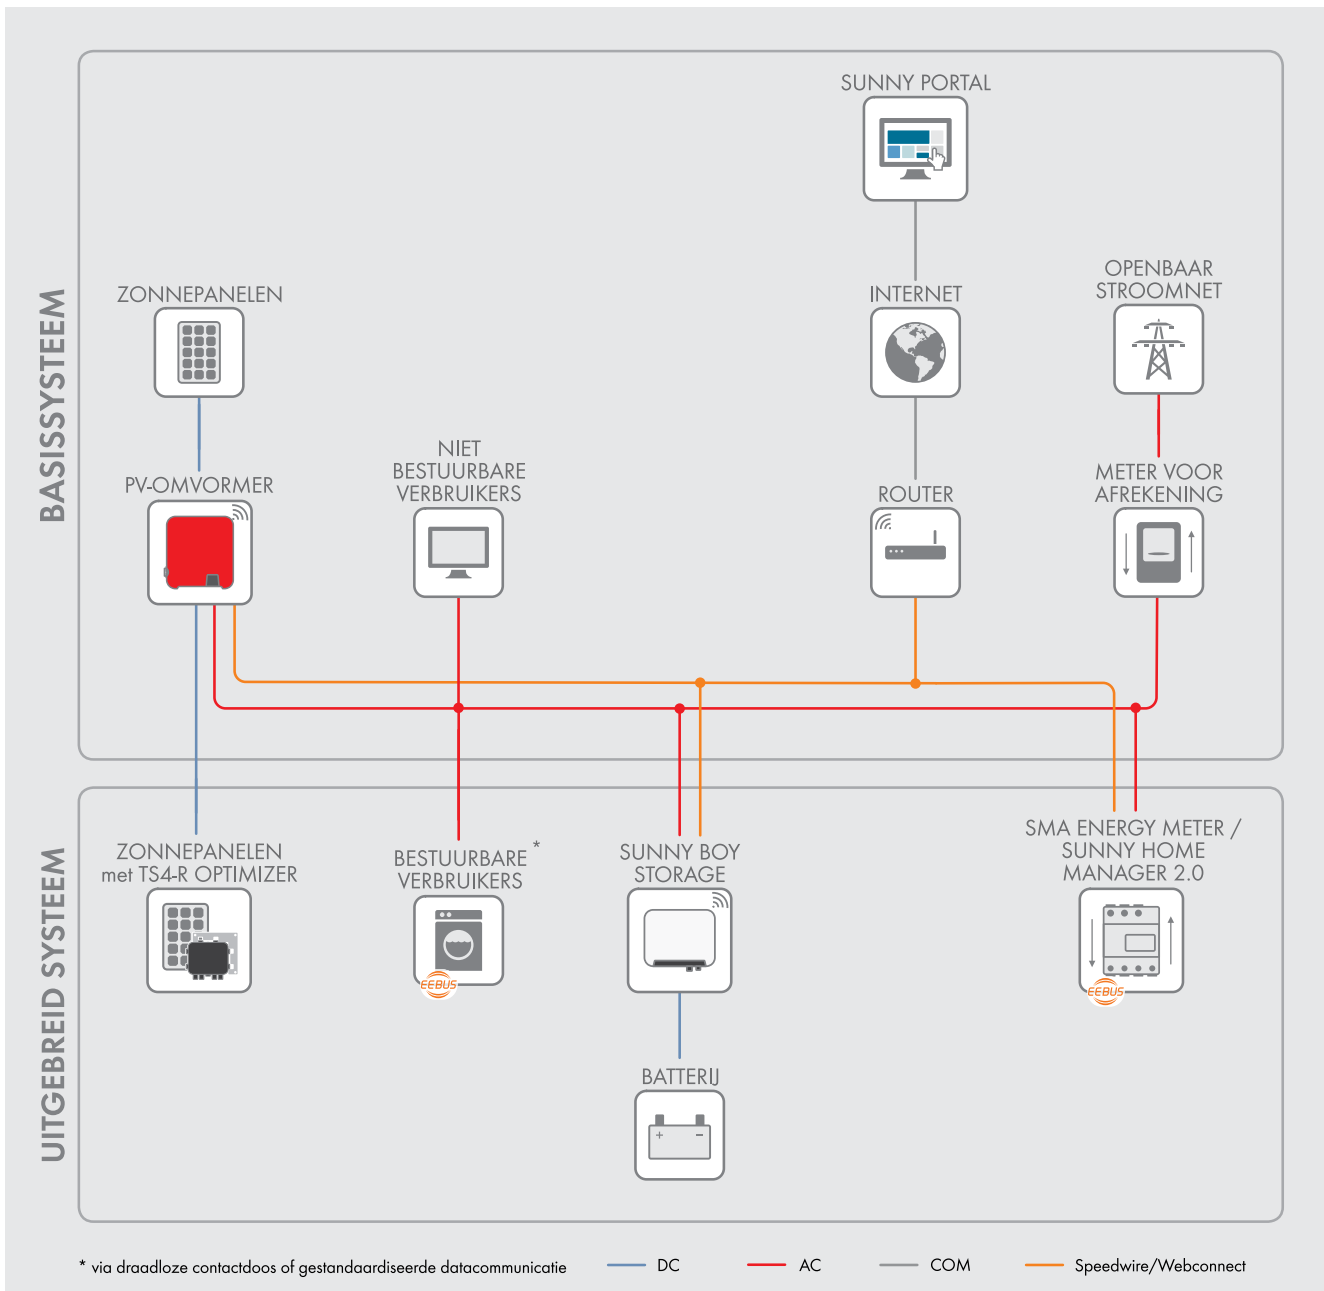 BASISSYSTEEM
SUNNY PORTAL
ZONNEPANELEN
INTERNET
OPENBAAR
STROOMNET
PV-OMVORMER
NIET
BESTUURBARE
VERBRUIKERS
ROUTER
METER VOOR
AFREKENING
UITGEBREID SYSTEEM
ZONNEPANELEN
met TS4-R OPTIMIZER
BESTUURBARE *
VERBRUIKERS
EEBUS
SUNNY BOY
STORAGE
SMA ENERGY METER /
SUNNY HOME
MANAGER 2.0
EEBUS
BATTERIJ
+ −
* via draadloze contactdoos of gestandaardiseerde datacommunicatie
DC
AC
COM
Speedwire/Webconnect